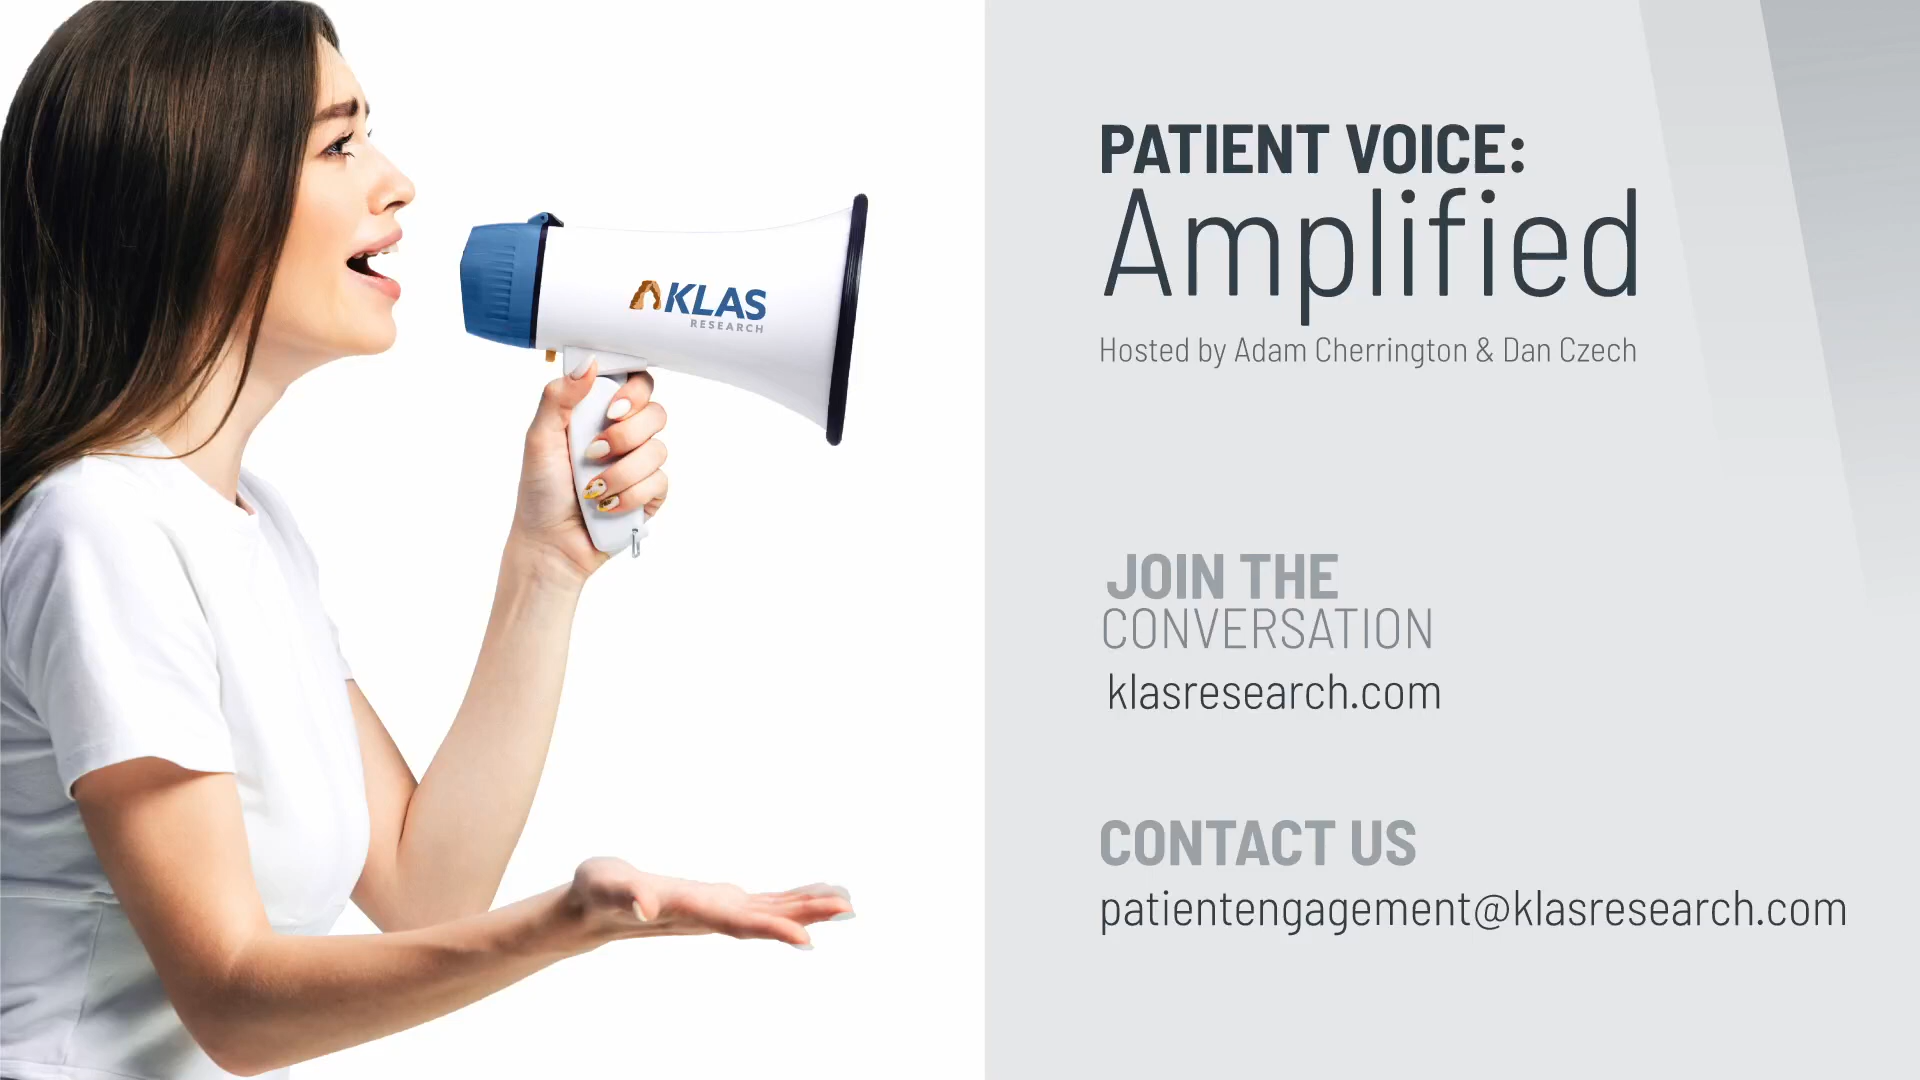 KLAS
RESEARCH
PATIENT VOICE:
Amplified
Hosted by Adam Cherrington & Dan Czech
JOIN THE
CONVERSATION
klasresearch.com
CONTACT US
patientengagement@klasresearch.com